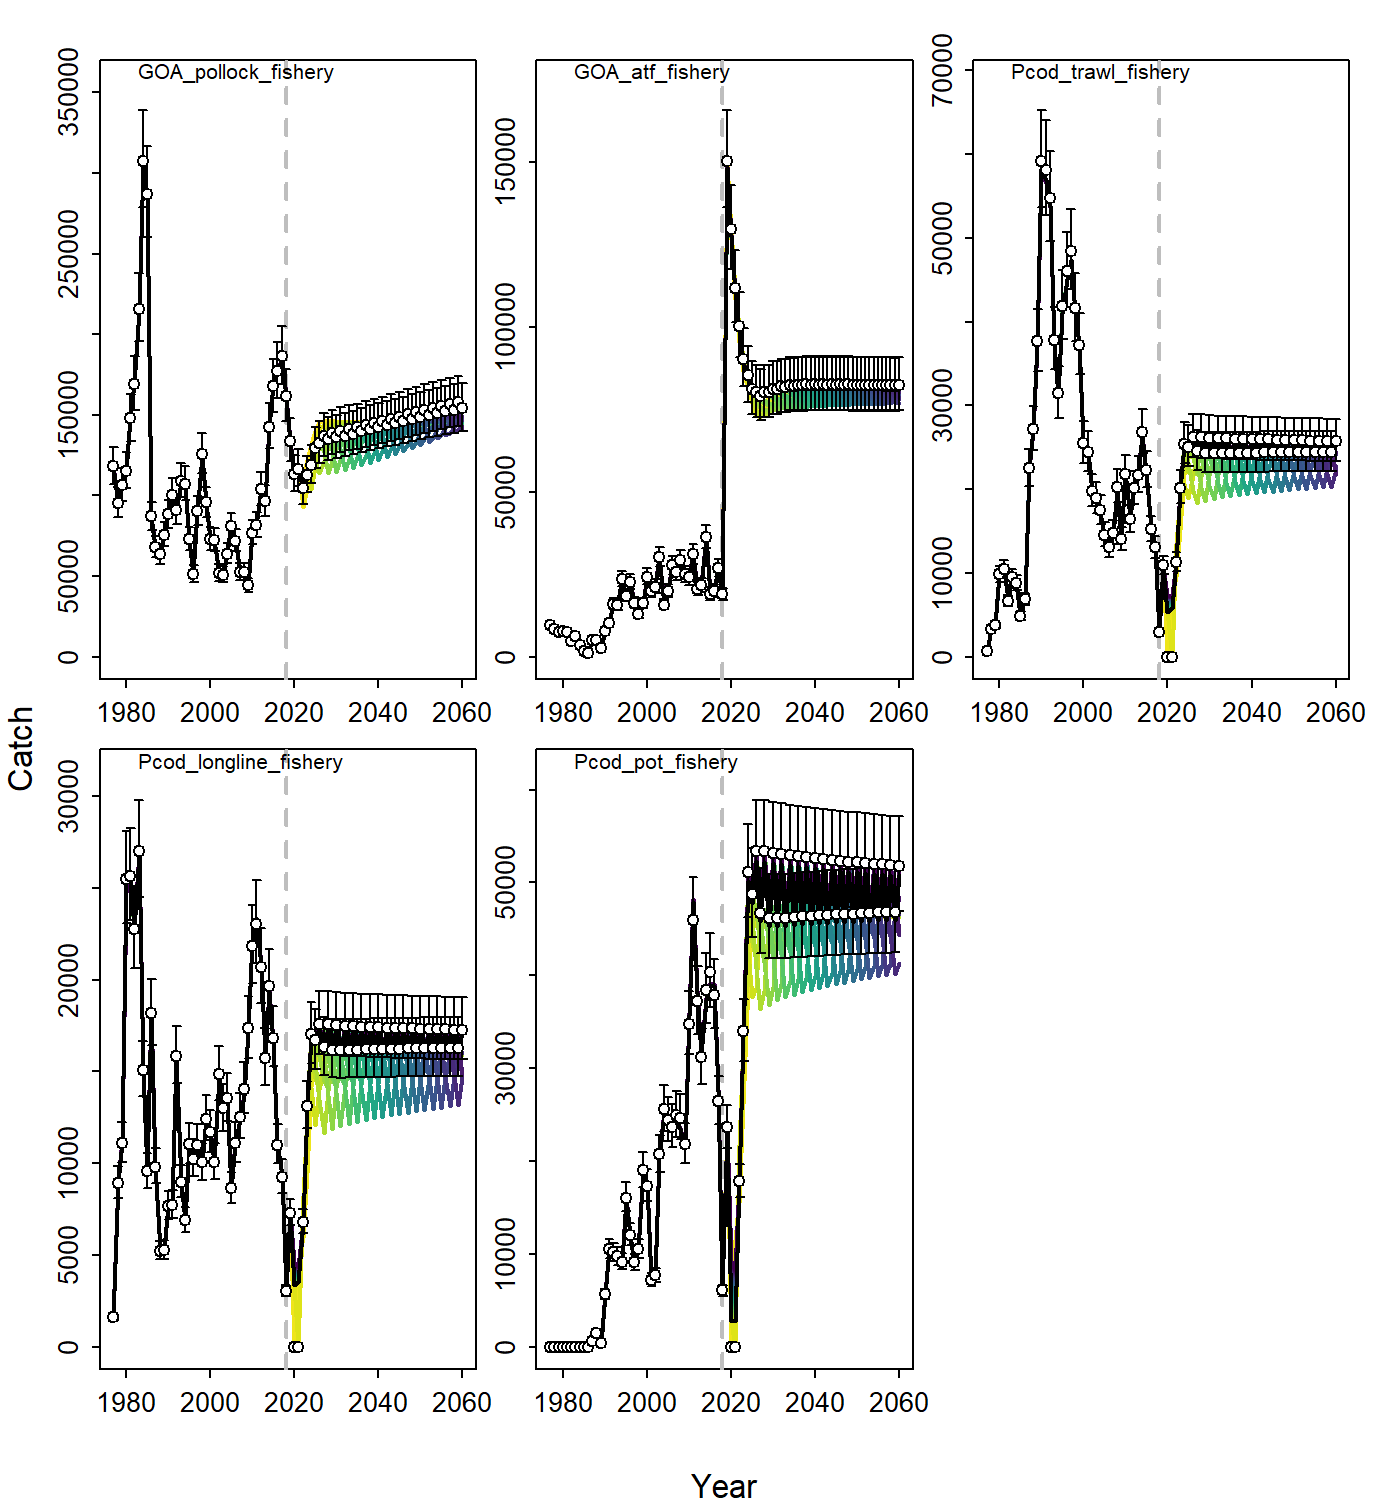 GOA_pollock_fishery
0 50000 150000 250000 350000
1980 2000 2020 2040 2060
GOA_atf_fishery
0 50000 100000 150000
1980 2000 2020 2040 2060
Pcod_trawl_fishery
0 10000 30000 50000 70000
1980 2000 2020 2040 2060
Catch
Pcod_longline_fishery
0 5000 10000 20000 30000
1980 2000 2020 2040 2060
Pcod_pot_fishery
0 10000 30000 50000
1980 2000 2020 2040 2060
Year